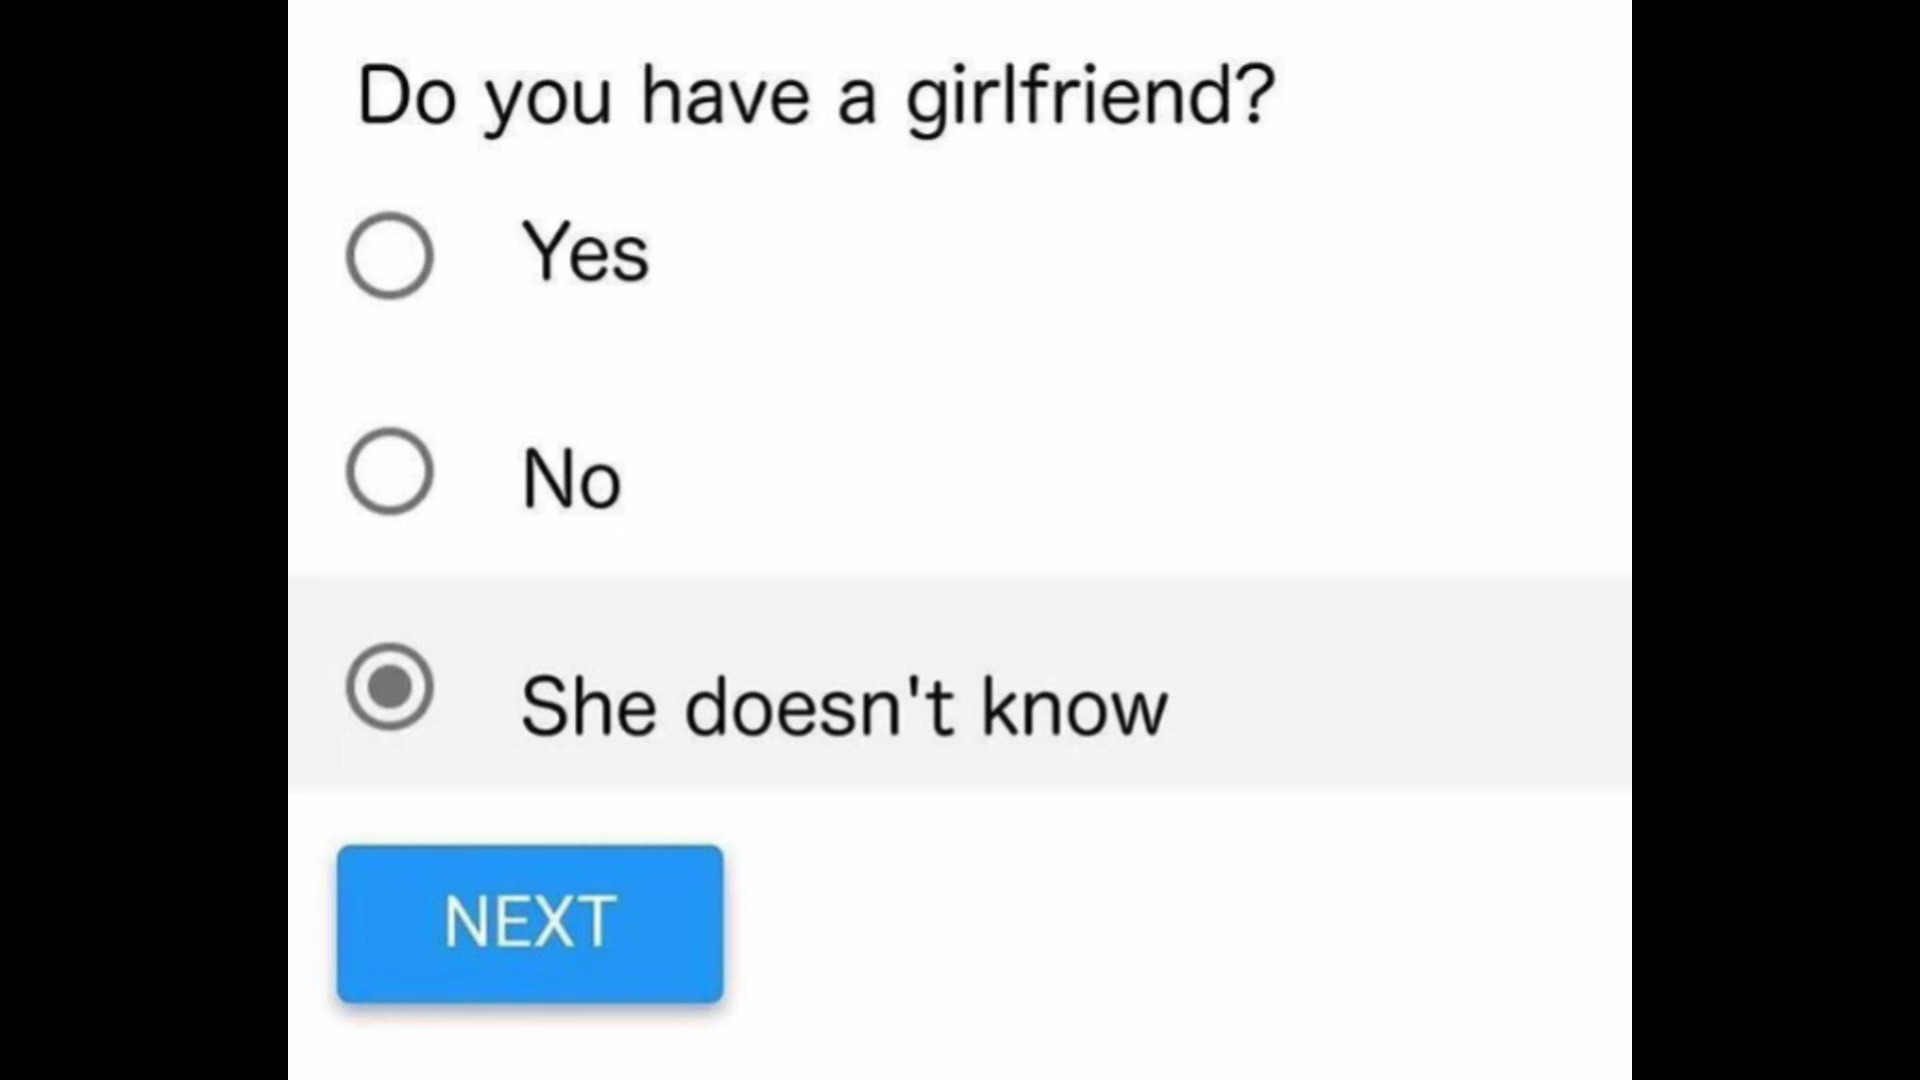 Do you have a girlfriend?
Yes
No
She doesn't know
NEXT